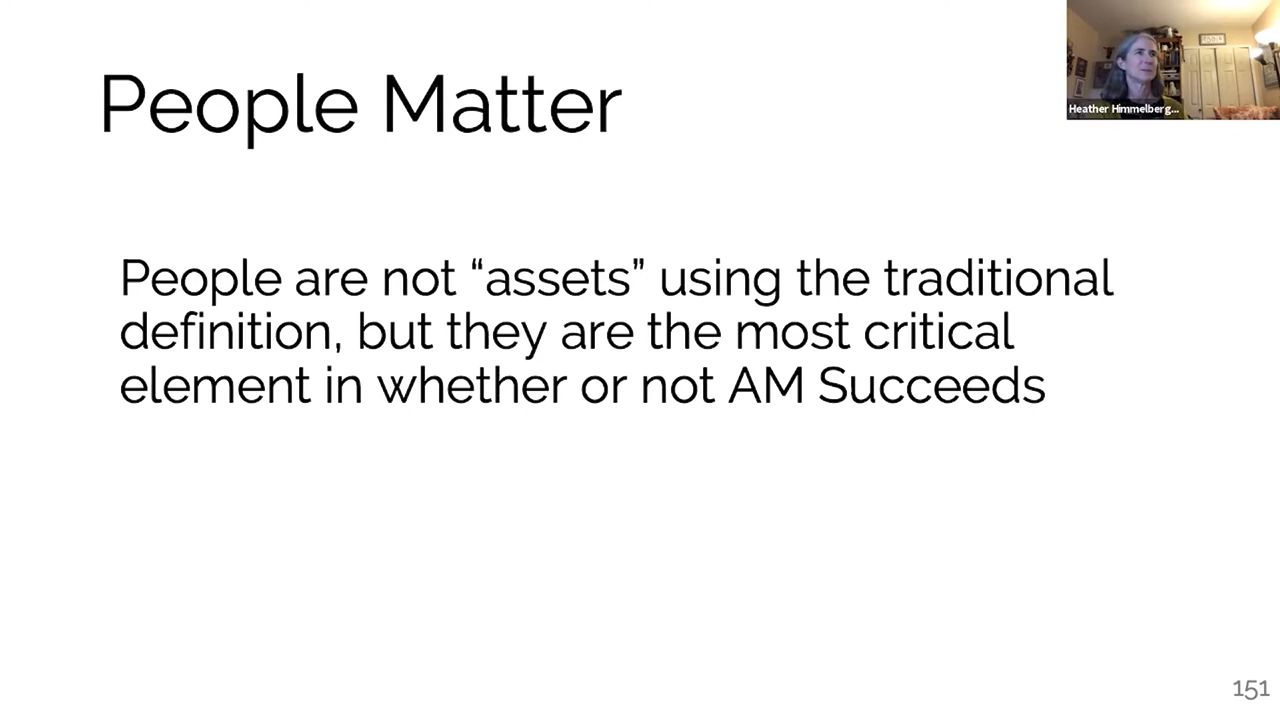 People Matter
Heather Himmelberg...
People are not “assets” using the traditional
definition, but they are the most critical
element in whether or not AM Succeeds
151